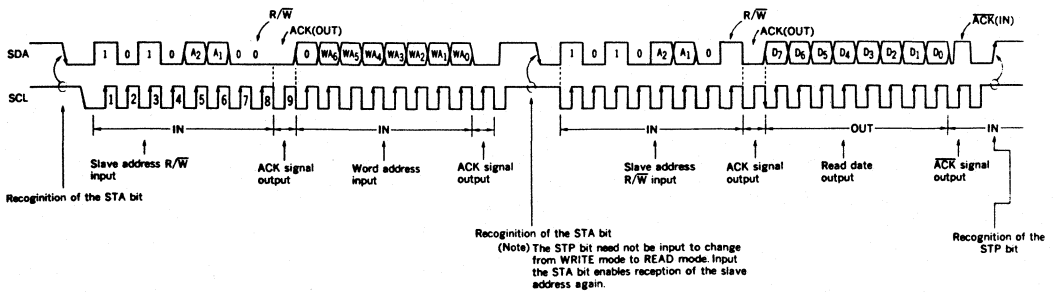 R/W
ACK(OUT)
R/W
ACK(OUT)
ACK(IN)
SDA 1 0 1 0 A2 A1 0 0 0 WA6 WA5 WA4 WA3 WA2 WA1 WA0 1 0 1 0 A2 A1 0 D7 D6 D5 D4 D3 D2 D1 D0
SCL 1 2 3 4 5 6 7 8 9
IN IN IN OUT IN
Slave address R/W
input
ACK signal
output
Word address
input
ACK signal
output
Slave address
R/W input
ACK signal
output
Read date
output
ACK signal
output
Recoginition of the STA bit
Recoginition of the STA bit
(Note) The STP bit need not be input to change
from WRITE mode to READ mode. Input
the STA bit enables reception of the slave
address again.
Recognition of the
STP bit